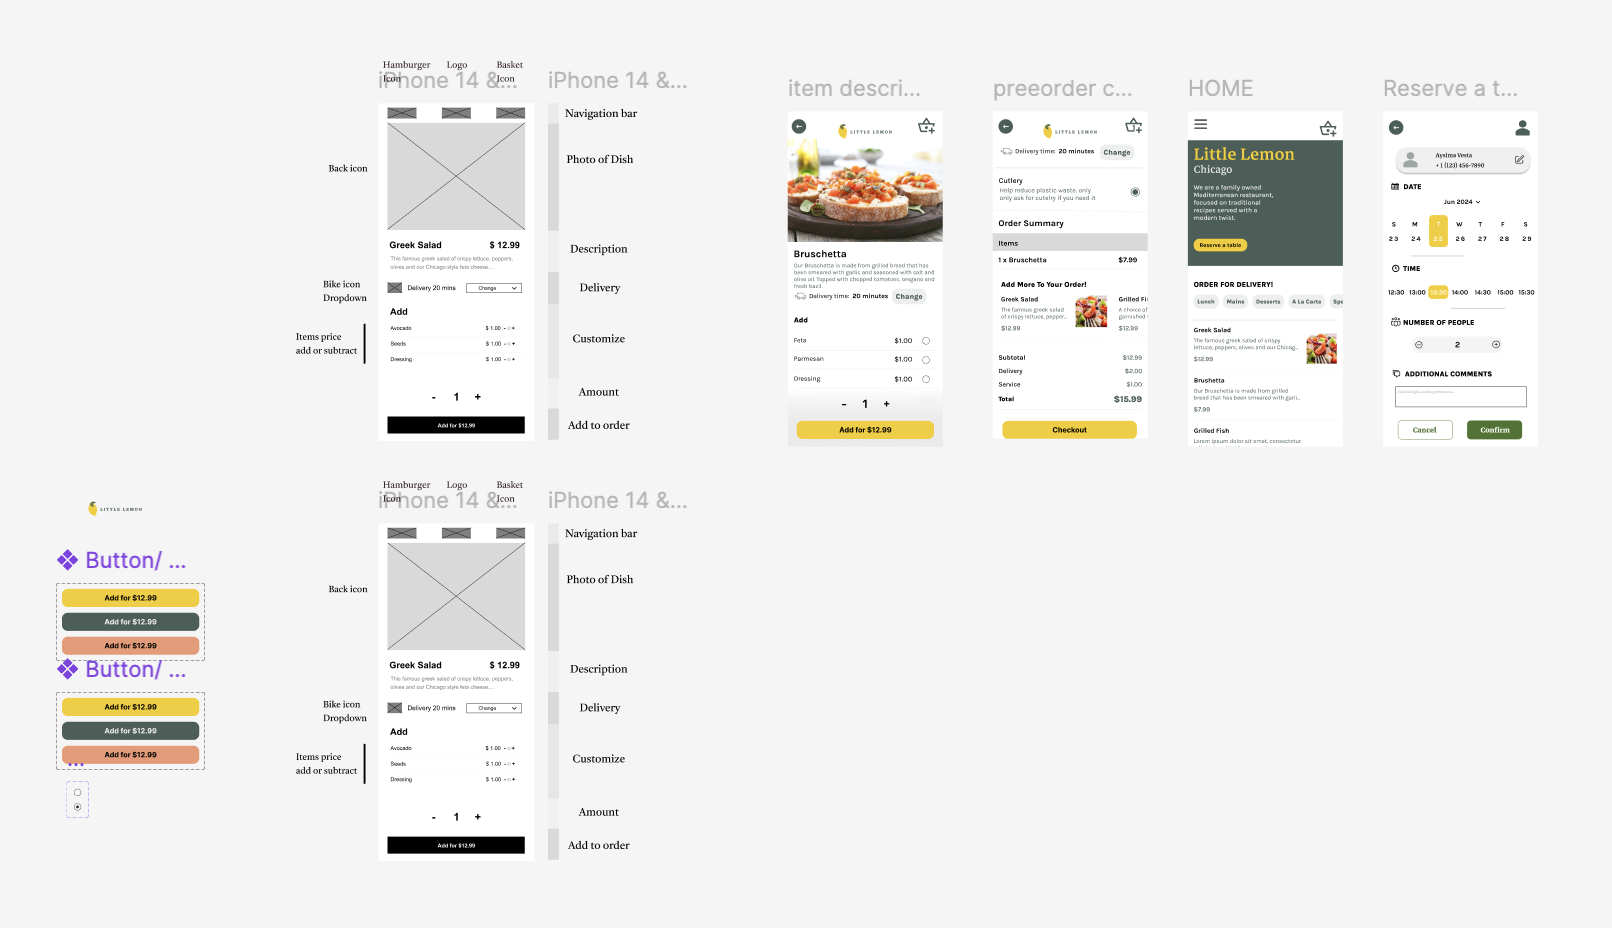 Hamburger
Icon
Logo
Basket
Icon
iPhone 14 &...
iPhone 14 &...
Navigation bar
Photo of Dish
Back icon
Greek Salad
$ 12.99
This famous greek salad of crispy lettuce, peppers,
olives and our Chicago style feta cheese....
Description
Bike icon
Dropdown
Delivery 20 mins
Change
Delivery
Add
Items price
add or subtract
Avocado
$ 1.00 - +
Seeds
$ 1.00 - +
Dressing
$ 1.00 - +
Customize
- 1 +
Amount
Add for $12.99
Add to order
item descri...
LITTLE LEMON
Bruschetta
Our Bruschetta is made from grilled bread that has
been smeared with garlic and seasoned with salt and
olive oil. Topped with chopped tomatoes, oregano and
fresh basil
Delivery time: 20 minutes
Change
Add
Feta
$1.00
Parmesan
$1.00
Dressing
$1.00
- 1 +
Add for $12.99
preeorder c...
LITTLE LEMON
Delivery time: 20 minutes
Change
Cutlery
Help reduce plastic waste. only
only ask for cutelry if you need it
Order Summary
Items
1 x Bruschetta
$7.99
Add More To Your Order!
Greek Salad
The famous greek salad
of crispy lettuce, pepper...
$12.99
Grilled Fi
A choice of
garnished
$12.99
Subtotal
$12.99
Delivery
$2.00
Service
$1.00
Total
$15.99
Checkout
HOME
Little Lemon
Chicago
We are a family owned
Mediterranean restaurant,
focused on traditional
recipes served with a
modern twist.
Reserve a table
ORDER FOR DELIVERY!
Lunch
Mains
Desserts
A La Carte
Spe
Greek Salad
The famous greek salad of crispy
lettuce, peppers, olives and our Chicag...
$12.99
Brushetta
Our Bruschetta is made from grilled
bread that has been smeared with garli...
$7.99
Grilled Fish
Lorem ipsum dolor sit amet, consectetur
Reserve a t...
Aysima Vesta
+ 1 (123) 456-7890
DATE
Jun 2024
S M T W T F S
23 24 25 26 27 28 29
TIME
12:30 13:00 13:30 14:00 14:30 15:00 15:30
NUMBER OF PEOPLE
2
ADDITIONAL COMMENTS
Cancel
Confirm
LITTLE LEMON
Button/ ...
Add for $12.99
Add for $12.99
Add for $12.99
Button/ ...
Add for $12.99
Add for $12.99
Add for $12.99
...
Hamburger
Icon
Logo
Basket
Icon
iPhone 14 &...
iPhone 14 &...
Navigation bar
Photo of Dish
Back icon
Greek Salad
$ 12.99
This famous greek salad of crispy lettuce, peppers,
olives and our Chicago style feta cheese....
Description
Bike icon
Dropdown
Delivery 20 mins
Change
Delivery
Add
Items price
add or subtract
Avocado
$ 1.00 - +
Seeds
$ 1.00 - +
Dressing
$ 1.00 - +
Customize
- 1 +
Amount
Add for $12.99
Add to order